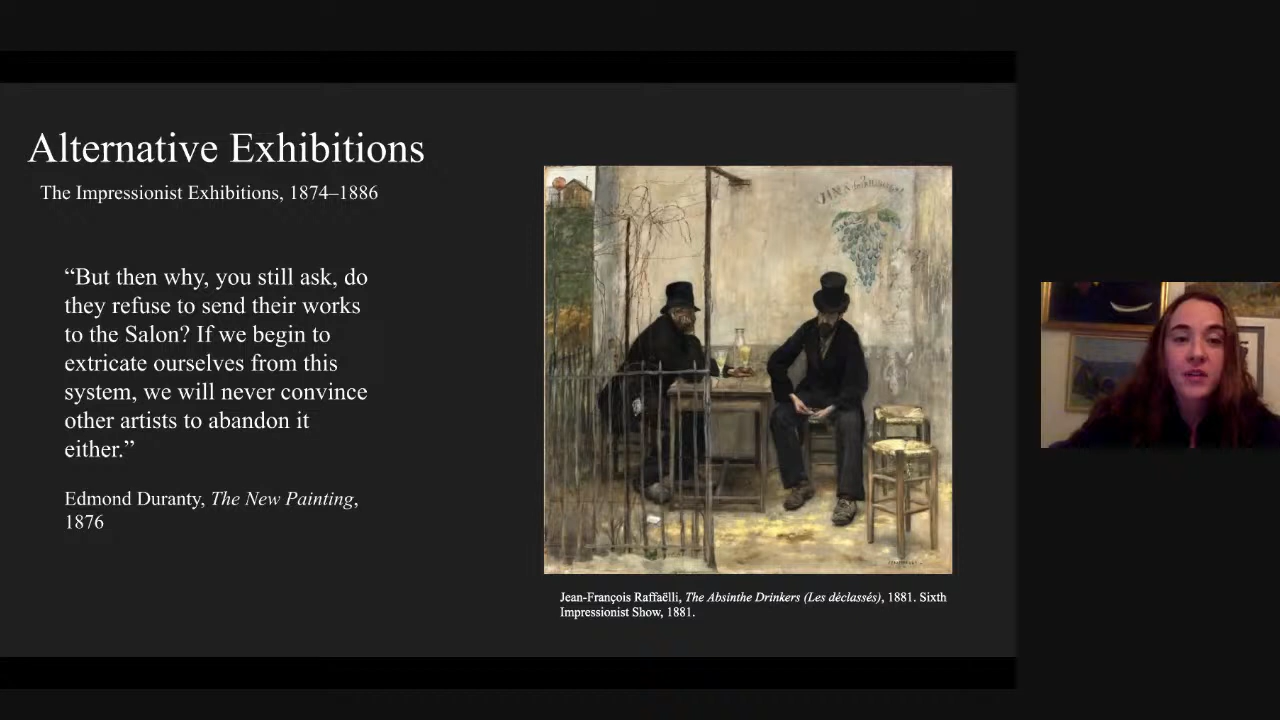 Alternative Exhibitions
The Impressionist Exhibitions, 1874–1886
“But then why, you still ask, do
they refuse to send their works
to the Salon? If we begin to
extricate ourselves from this
system, we will never convince
other artists to abandon it
either.”
Edmond Duranty, The New Painting,
1876
Jean-François Raffaëlli, The Absinthe Drinkers (Les déclassés), 1881. Sixth
Impressionist Show, 1881.